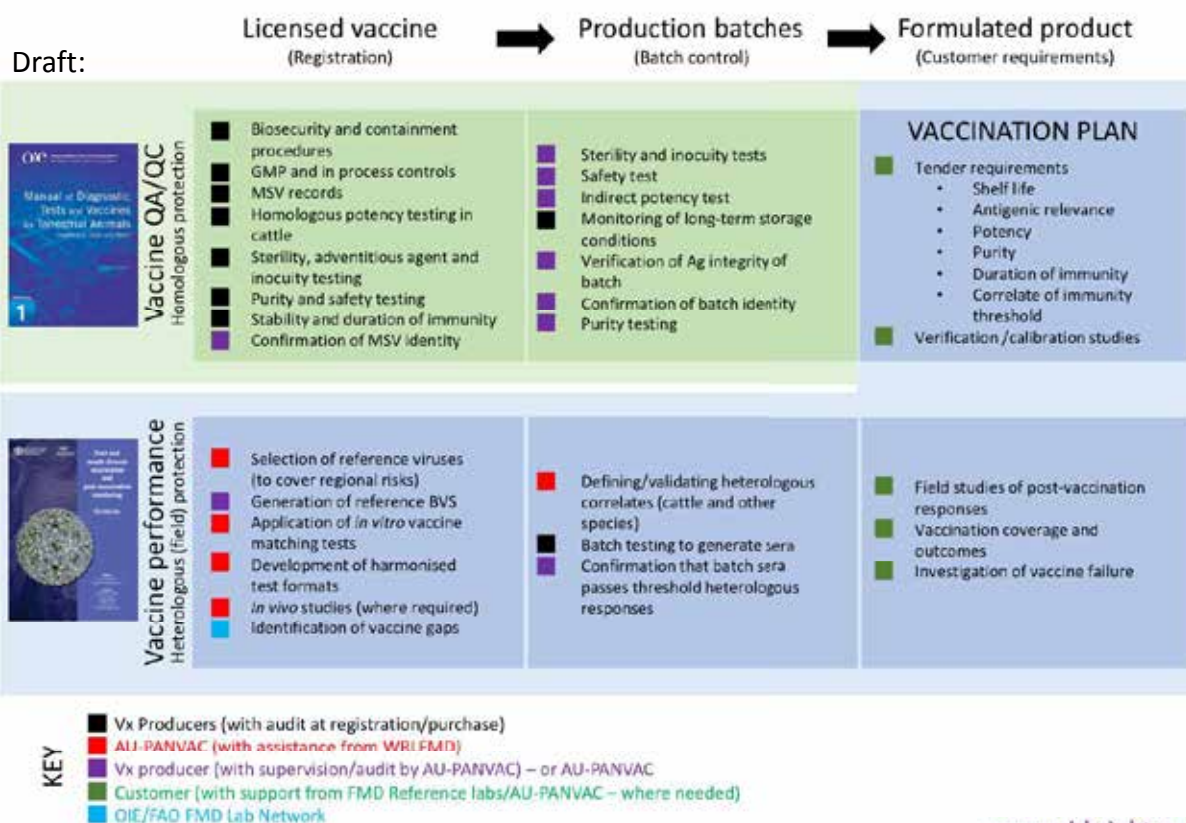 Draft:
Licensed vaccine
(Registration)
Production batches
(Batch control)
Formulated product
(Customer requirements)
OIE
Manual of Diagnostic
Tests and Vaccines
for Terrestrial Animals
1
Vaccine QA/QC
Homologous protection
Biosecurity and containment
procedures
GMP and in process controls
MSV records
Homologous potency testing in
cattle
Sterility, adventitious agent and
inocuity testing
Purity and safety testing
Stability and duration of immunity
Confirmation of MSV identity
Sterility and inocuity tests
Safety test
Indirect potency test
Monitoring of long-term storage
conditions
Verification of Ag integrity of
batch
Confirmation of batch identity
Purity testing
VACCINATION PLAN
Tender requirements
• Shelf life
• Antigenic relevance
• Potency
• Purity
• Duration of immunity
• Correlate of immunity
threshold
Verification/calibration studies
Vaccine performance
Heterologous (field) protection
Selection of reference viruses
(to cover regional risks)
Generation of reference BVS
Application of in vitro vaccine
matching tests
Development of harmonised
test formats
In vivo studies (where required)
Identification of vaccine gaps
Defining/validating heterologous
correlates (cattle and other
species)
Batch testing to generate sera
Confirmation that batch sera
passes threshold heterologous
responses
Field studies of post-vaccination
responses
Vaccination coverage and
outcomes
Investigation of vaccine failure
KEY
Vx Producers (with audit at registration/purchase)
AU-PANVAC (with assistance from WRLFMD)
Vx producer (with supervision/audit by AU-PANVAC) – or AU-PANVAC
Customer (with support from FMD Reference labs/AU-PANVAC – where needed)
OIE/FAO FMD Lab Network